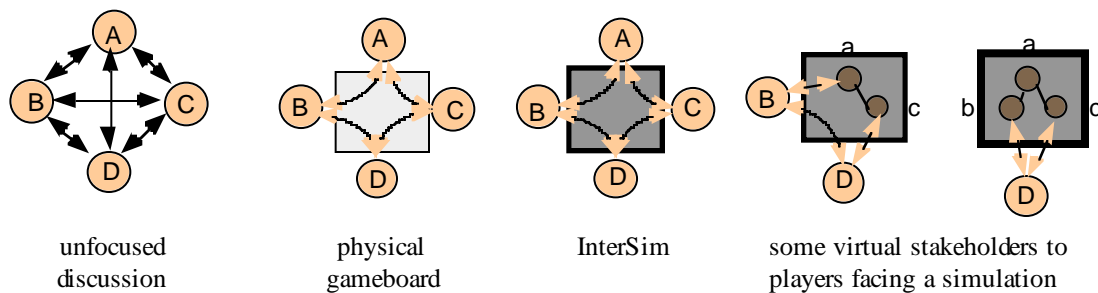 A
B
C
D
A
B
C
D
A
B
C
D
a
B
c
D
a
b
c
D
unfocused
discussion
physical
gameboard
InterSim
some virtual stakeholders to
players facing a simulation